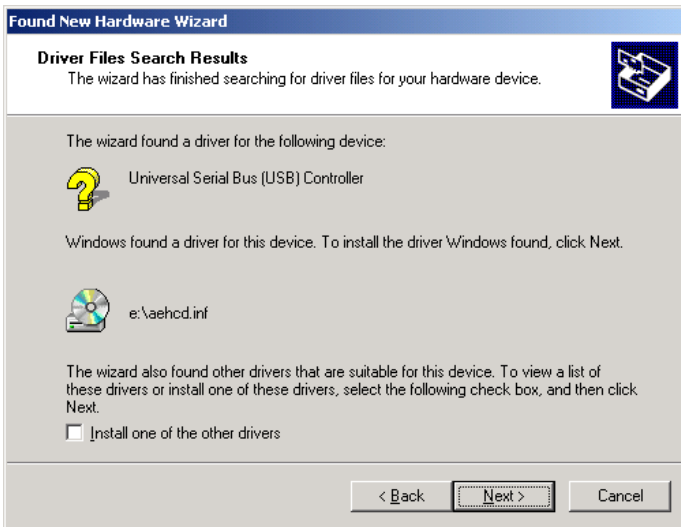 Found New Hardware Wizard
Driver Files Search Results
The wizard has finished searching for driver files for your hardware device.
The wizard found a driver for the following device:
Universal Serial Bus (USB) Controller
Windows found a driver for this device. To install the driver Windows found, click Next.
e:\aehcd.inf
The wizard also found other drivers that are suitable for this device. To view a list of
these drivers or install one of these drivers, select the following check box, and then click
Next.
Install one of the other drivers
< Back Next > Cancel